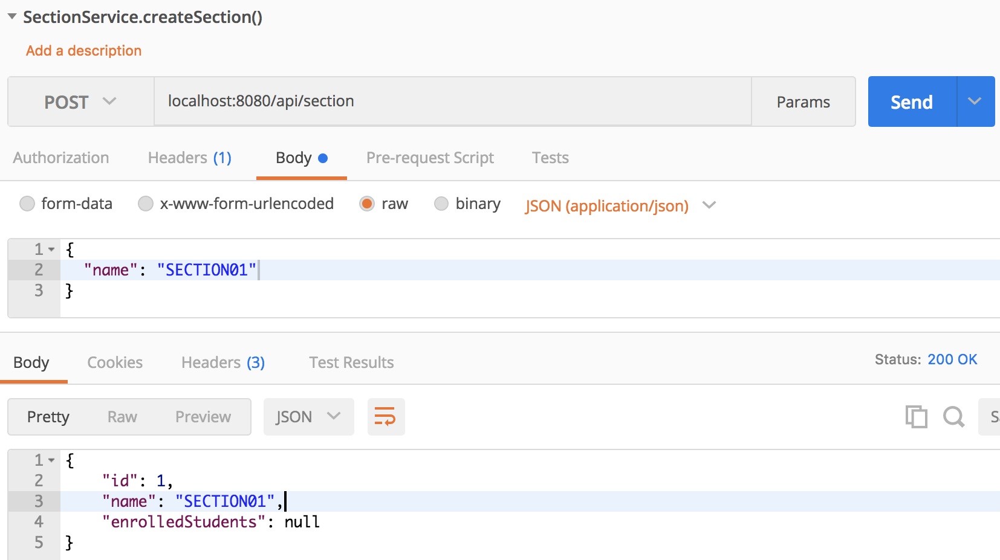 SectionService.createSection()
Add a description
POST localhost:8080/api/section Params Send
Authorization Headers (1) Body Pre-request Script Tests
form-data x-www-form-urlencoded raw binary JSON (application/json)
1 {
2 "name": "SECTION01"
3 }
Body Cookies Headers (3) Test Results Status: 200 OK
Pretty Raw Preview JSON
1 {
2 "id": 1,
3 "name": "SECTION01",
4 "enrolledStudents": null
5 }